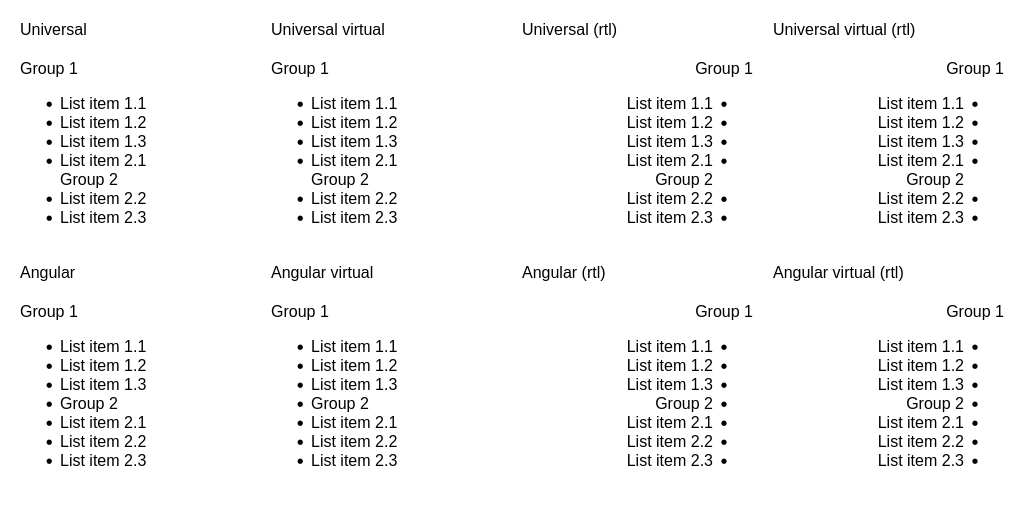 Universal
Group 1
• List item 1.1
• List item 1.2
• List item 1.3
• List item 2.1
Group 2
• List item 2.2
• List item 2.3
Universal virtual
Group 1
• List item 1.1
• List item 1.2
• List item 1.3
• List item 2.1
Group 2
• List item 2.2
• List item 2.3
Universal (rtl)
Group 1
List item 1.1 •
List item 1.2 •
List item 1.3 •
List item 2.1 •
Group 2
List item 2.2 •
List item 2.3 •
Universal virtual (rtl)
Group 1
List item 1.1 •
List item 1.2 •
List item 1.3 •
List item 2.1 •
Group 2
List item 2.2 •
List item 2.3 •
Angular
Group 1
• List item 1.1
• List item 1.2
• List item 1.3
• Group 2
• List item 2.1
• List item 2.2
• List item 2.3
Angular virtual
Group 1
• List item 1.1
• List item 1.2
• List item 1.3
• Group 2
• List item 2.1
• List item 2.2
• List item 2.3
Angular (rtl)
Group 1
List item 1.1 •
List item 1.2 •
List item 1.3 •
Group 2 •
List item 2.1 •
List item 2.2 •
List item 2.3 •
Angular virtual (rtl)
Group 1
List item 1.1 •
List item 1.2 •
List item 1.3 •
Group 2 •
List item 2.1 •
List item 2.2 •
List item 2.3 •